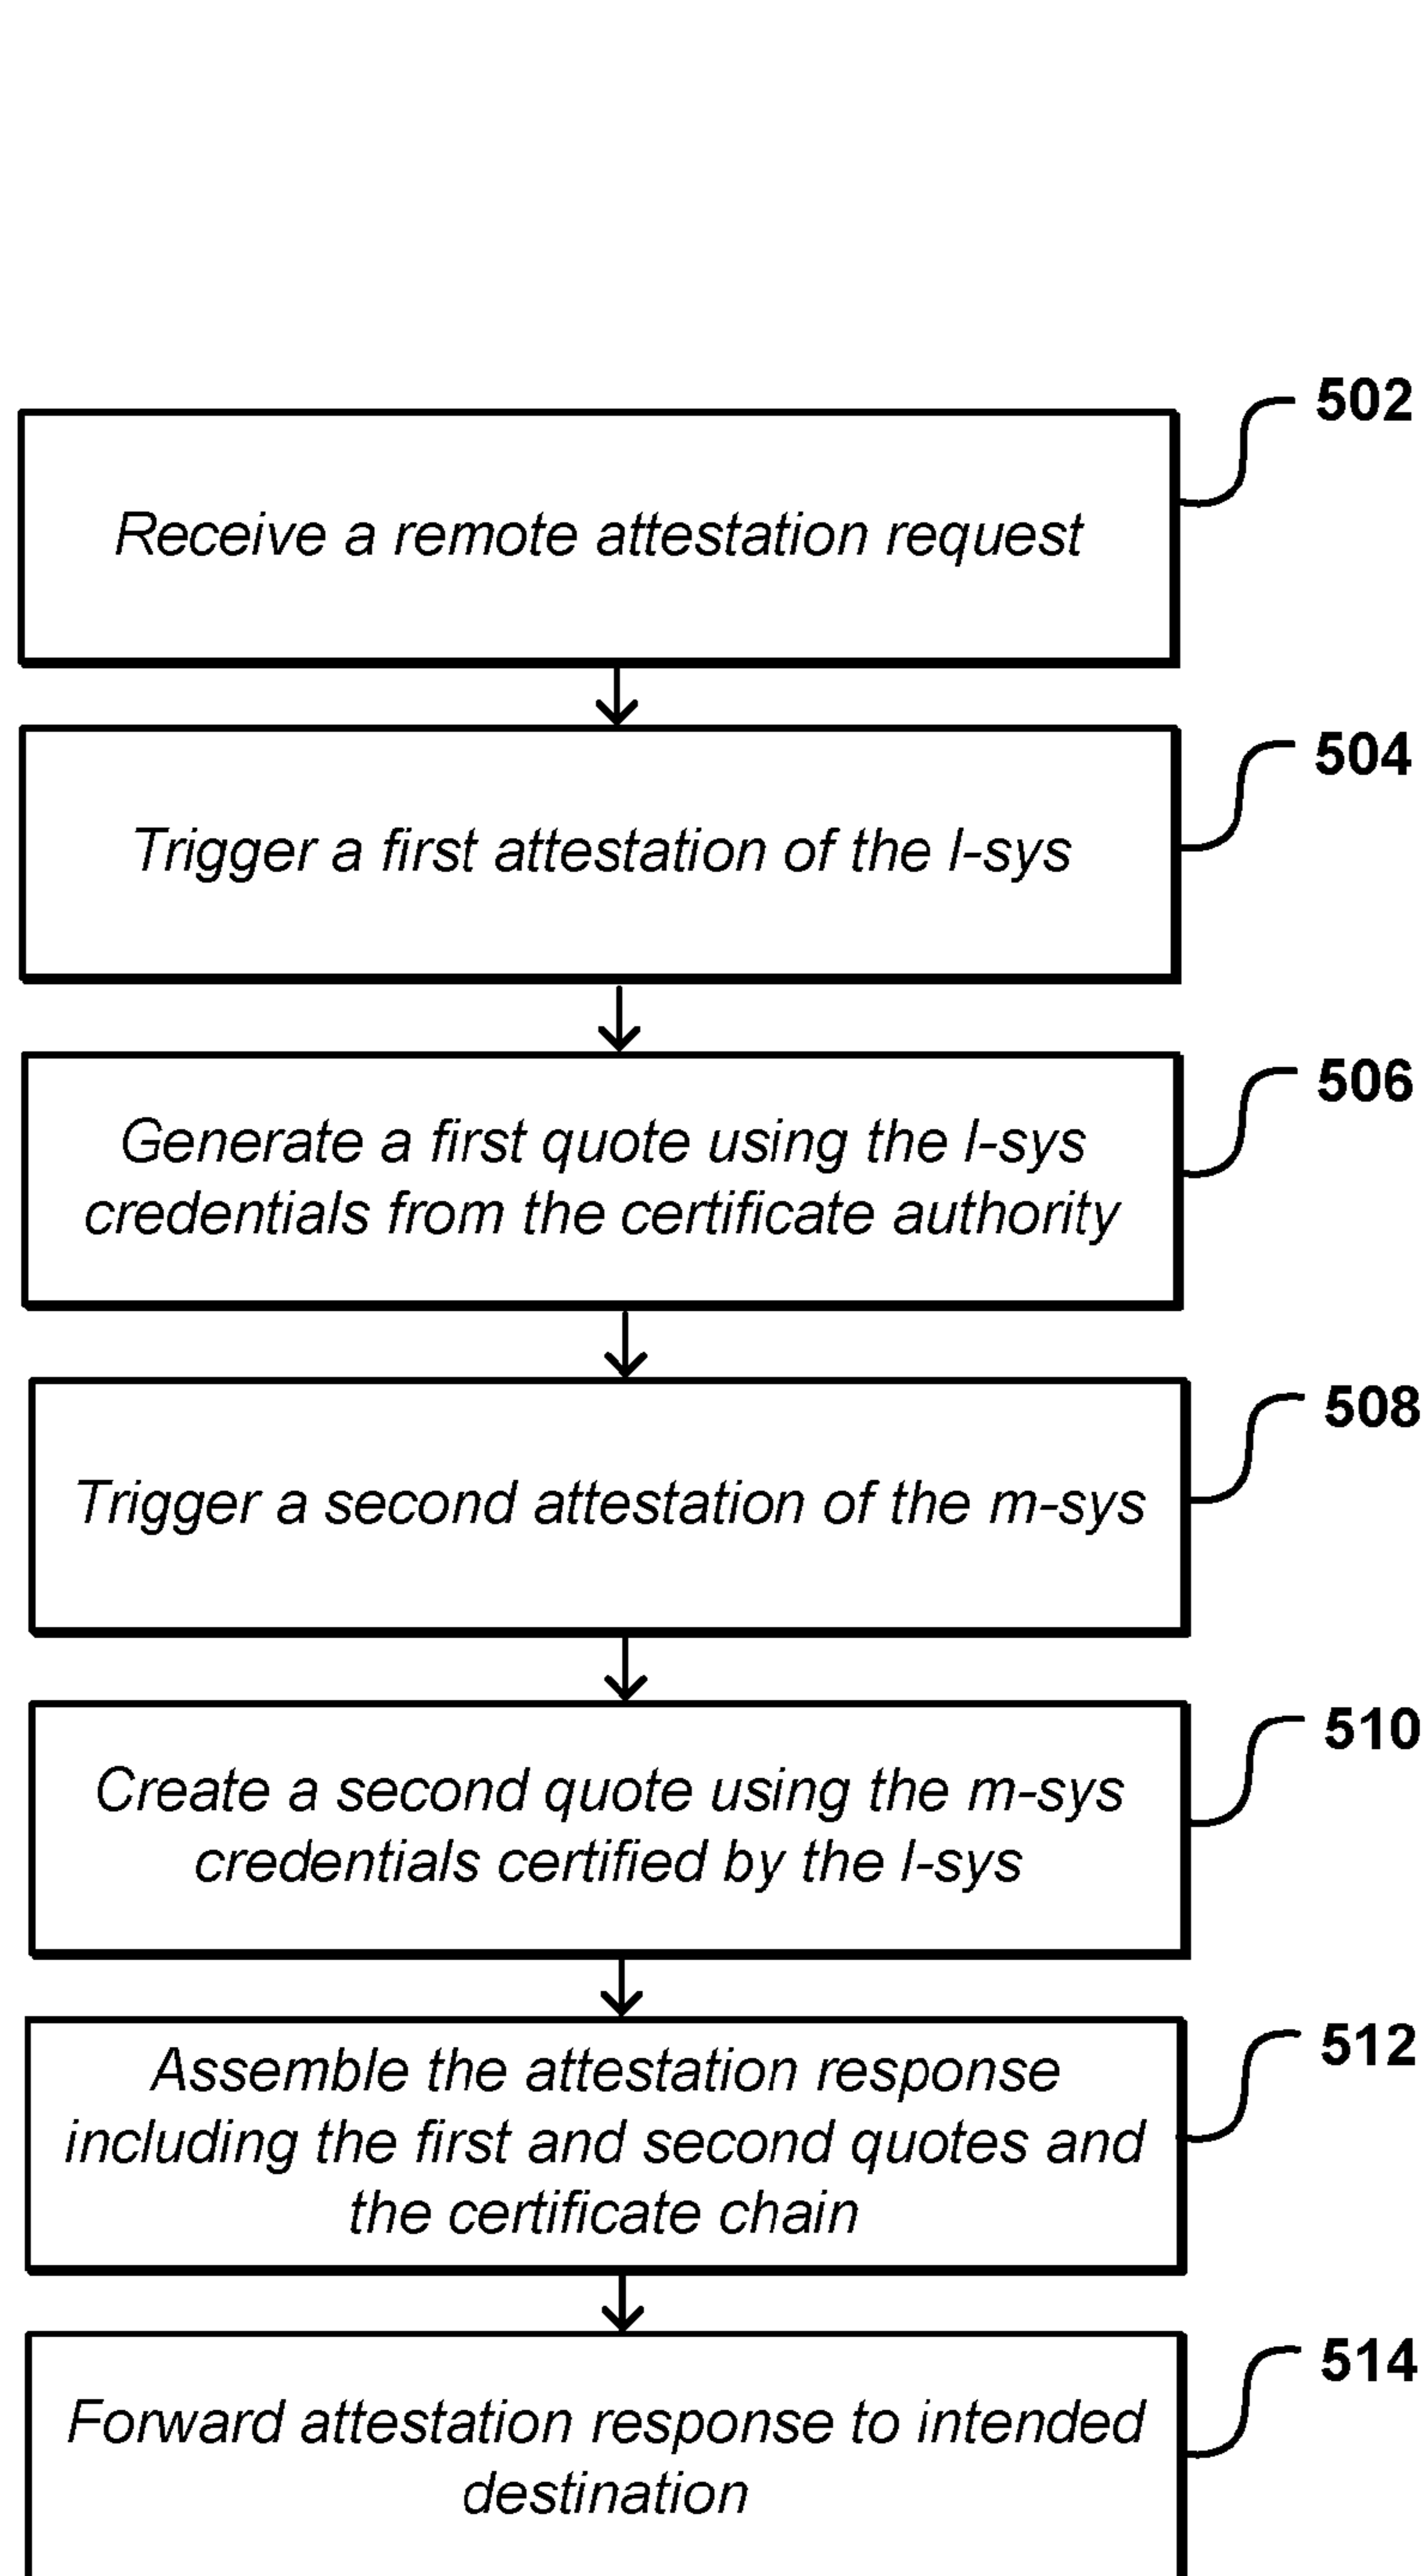 502
Receive a remote attestation request
504
Trigger a first attestation of the l-sys
506
Generate a first quote using the l-sys
credentials from the certificate authority
508
Trigger a second attestation of the m-sys
510
Create a second quote using the m-sys
credentials certified by the l-sys
512
Assemble the attestation response
including the first and second quotes and
the certificate chain
514
Forward attestation response to intended
destination